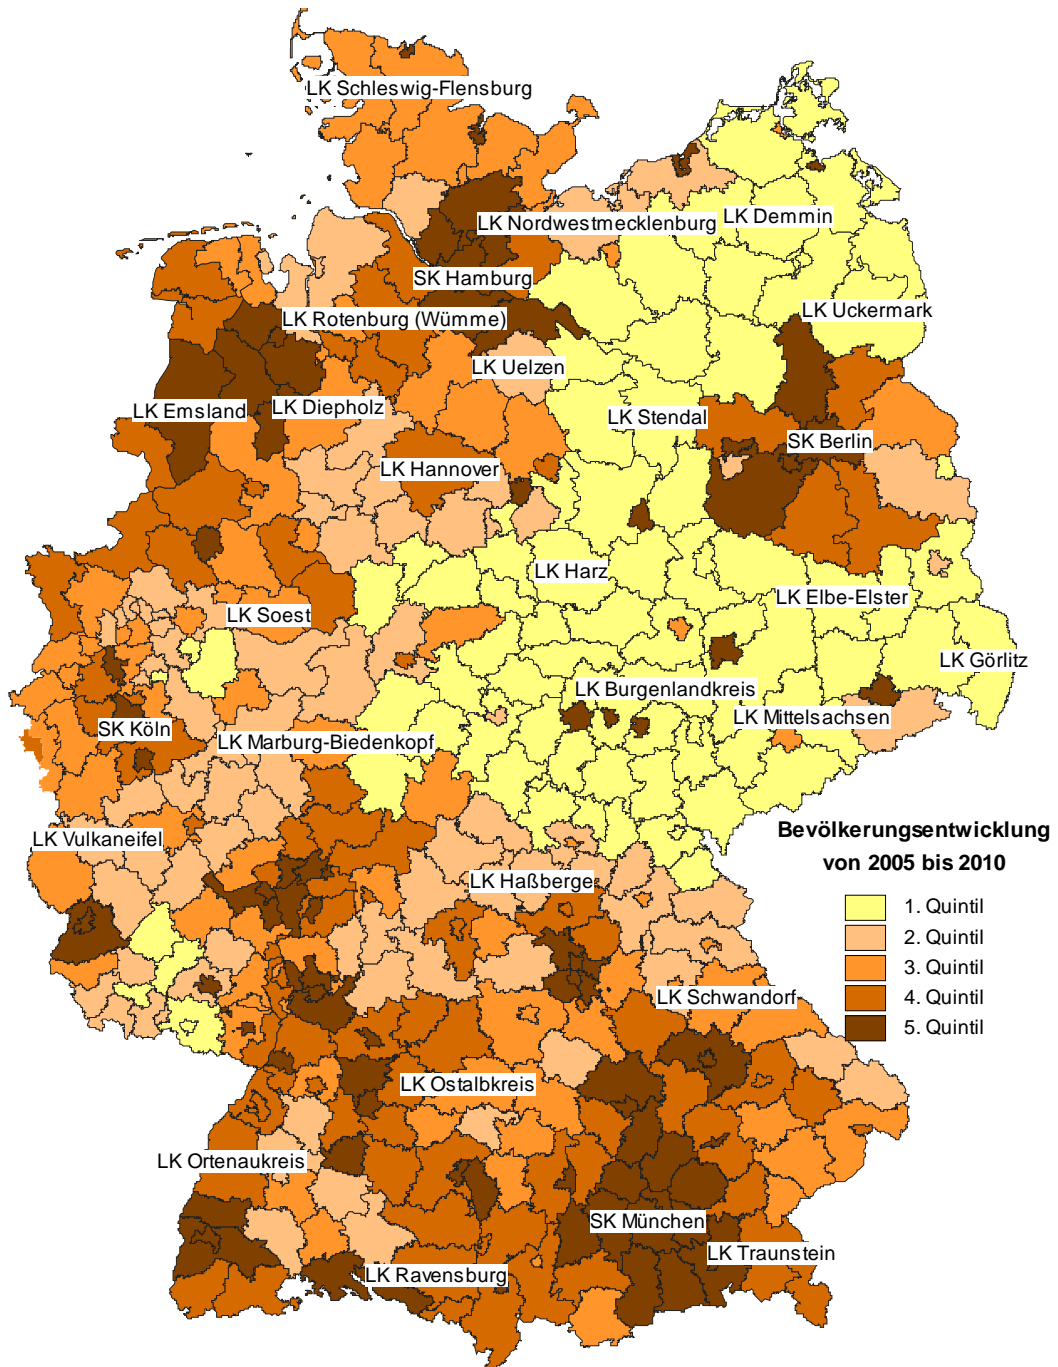 LK Schleswig-Flensburg
LK Nordwestmecklenburg
LK Demmin
SK Hamburg
LK Uckermark
LK Rotenburg (Wümme)
LK Uelzen
LK Emsland
LK Diepholz
LK Stendal
SK Berlin
LK Hannover
LK Harz
LK Elbe-Elster
LK Soest
LK Görlitz
LK Burgenlandkreis
LK Mittelsachsen
SK Köln
LK Marburg-Biedenkopf
LK Vulkaneifel
Bevölkerungsentwicklung
von 2005 bis 2010
1. Quintil
2. Quintil
3. Quintil
4. Quintil
5. Quintil
LK Haßberge
LK Schwandorf
LK Ostalbkreis
LK Ortenaukreis
SK München
LK Traunstein
LK Ravensburg